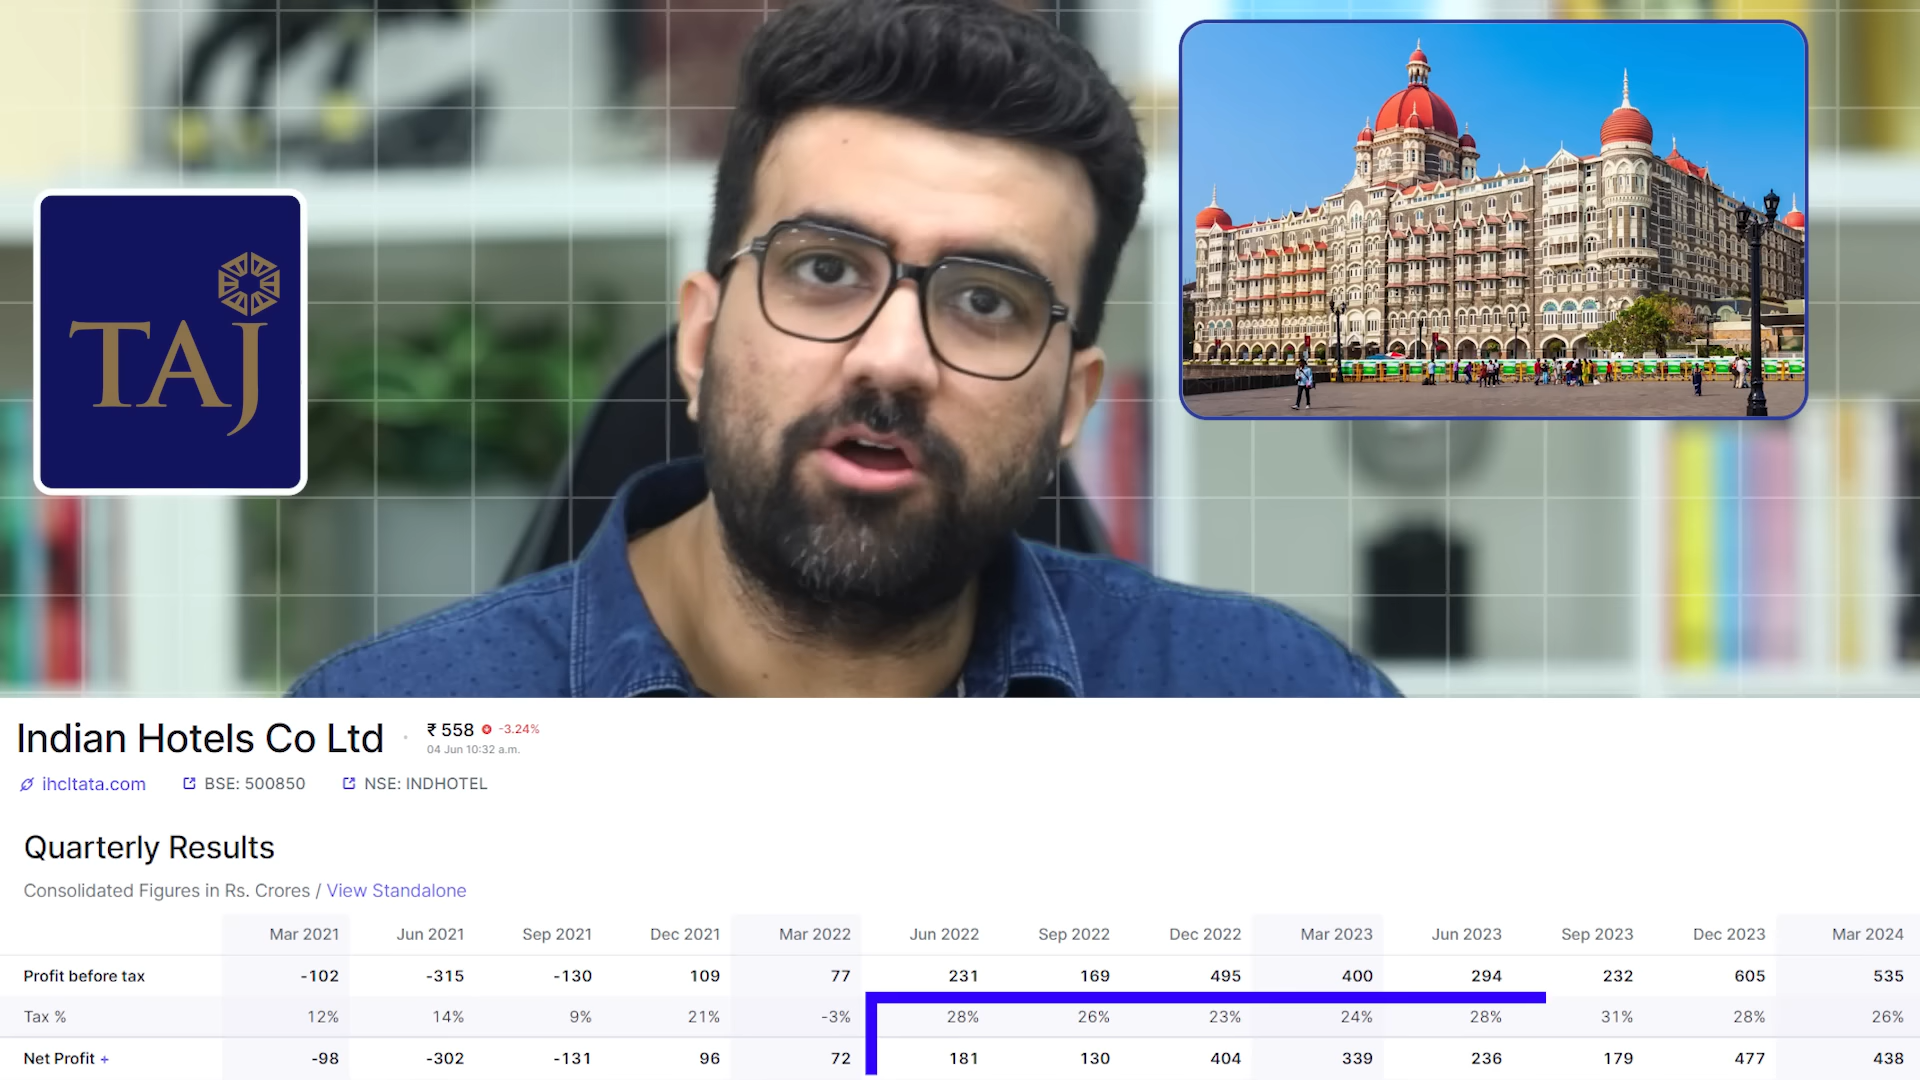 TAJ
Indian Hotels Co Ltd
₹ 558 -3.24%
04 Jun 10:32 a.m.
ihcltata.com BSE: 500850 NSE: INDHOTEL
Quarterly Results
Consolidated Figures in Rs. Crores / View Standalone
Mar 2021 Jun 2021 Sep 2021 Dec 2021 Mar 2022 Jun 2022 Sep 2022 Dec 2022 Mar 2023 Jun 2023 Sep 2023 Dec 2023 Mar 2024
Profit before tax -102 -315 -130 109 77 231 169 495 400 294 232 605 535
Tax % 12% 14% 9% 21% -3% 28% 26% 23% 24% 28% 31% 28% 26%
Net Profit + -98 -302 -131 96 72 181 130 404 339 236 179 477 438